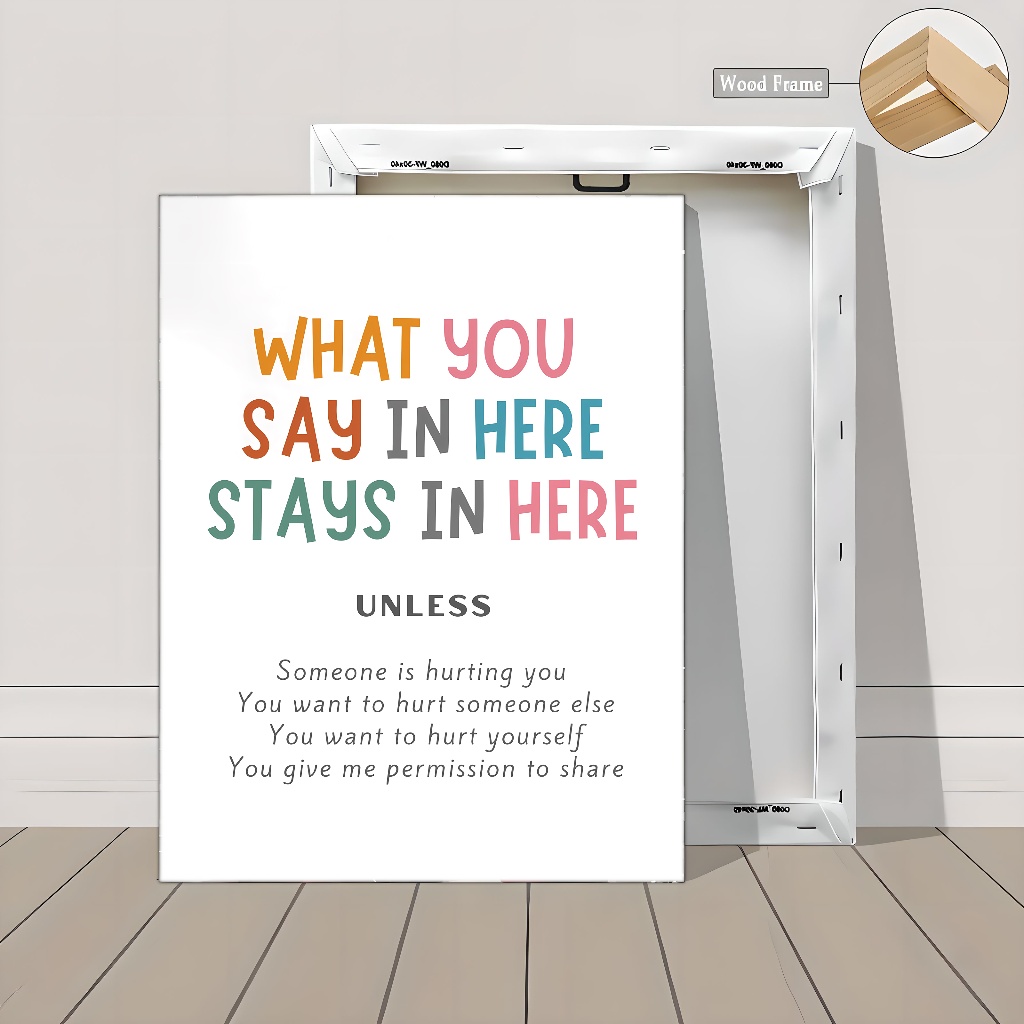 Wood Frame
WHAT YOU
SAY IN HERE
STAYS IN HERE
UNLESS
Someone is hurting you
You want to hurt someone else
You want to hurt yourself
You give me permission to share